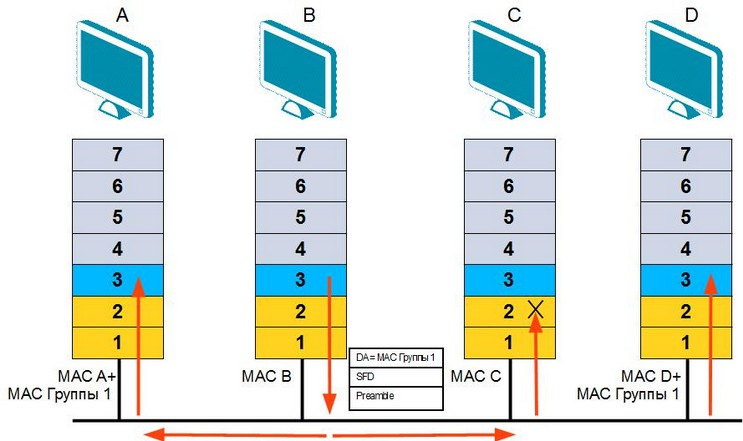 A B C D
7 7 7 7
6 6 6 6
5 5 5 5
4 4 4 4
3 3 3 3
2 2 2 2
1 1 1 1
MAC A+
MAC Группы 1
MAC B
DA= MAC Группы 1
SFD
Preamble
MAC C
MAC D+
MAC Группы 1